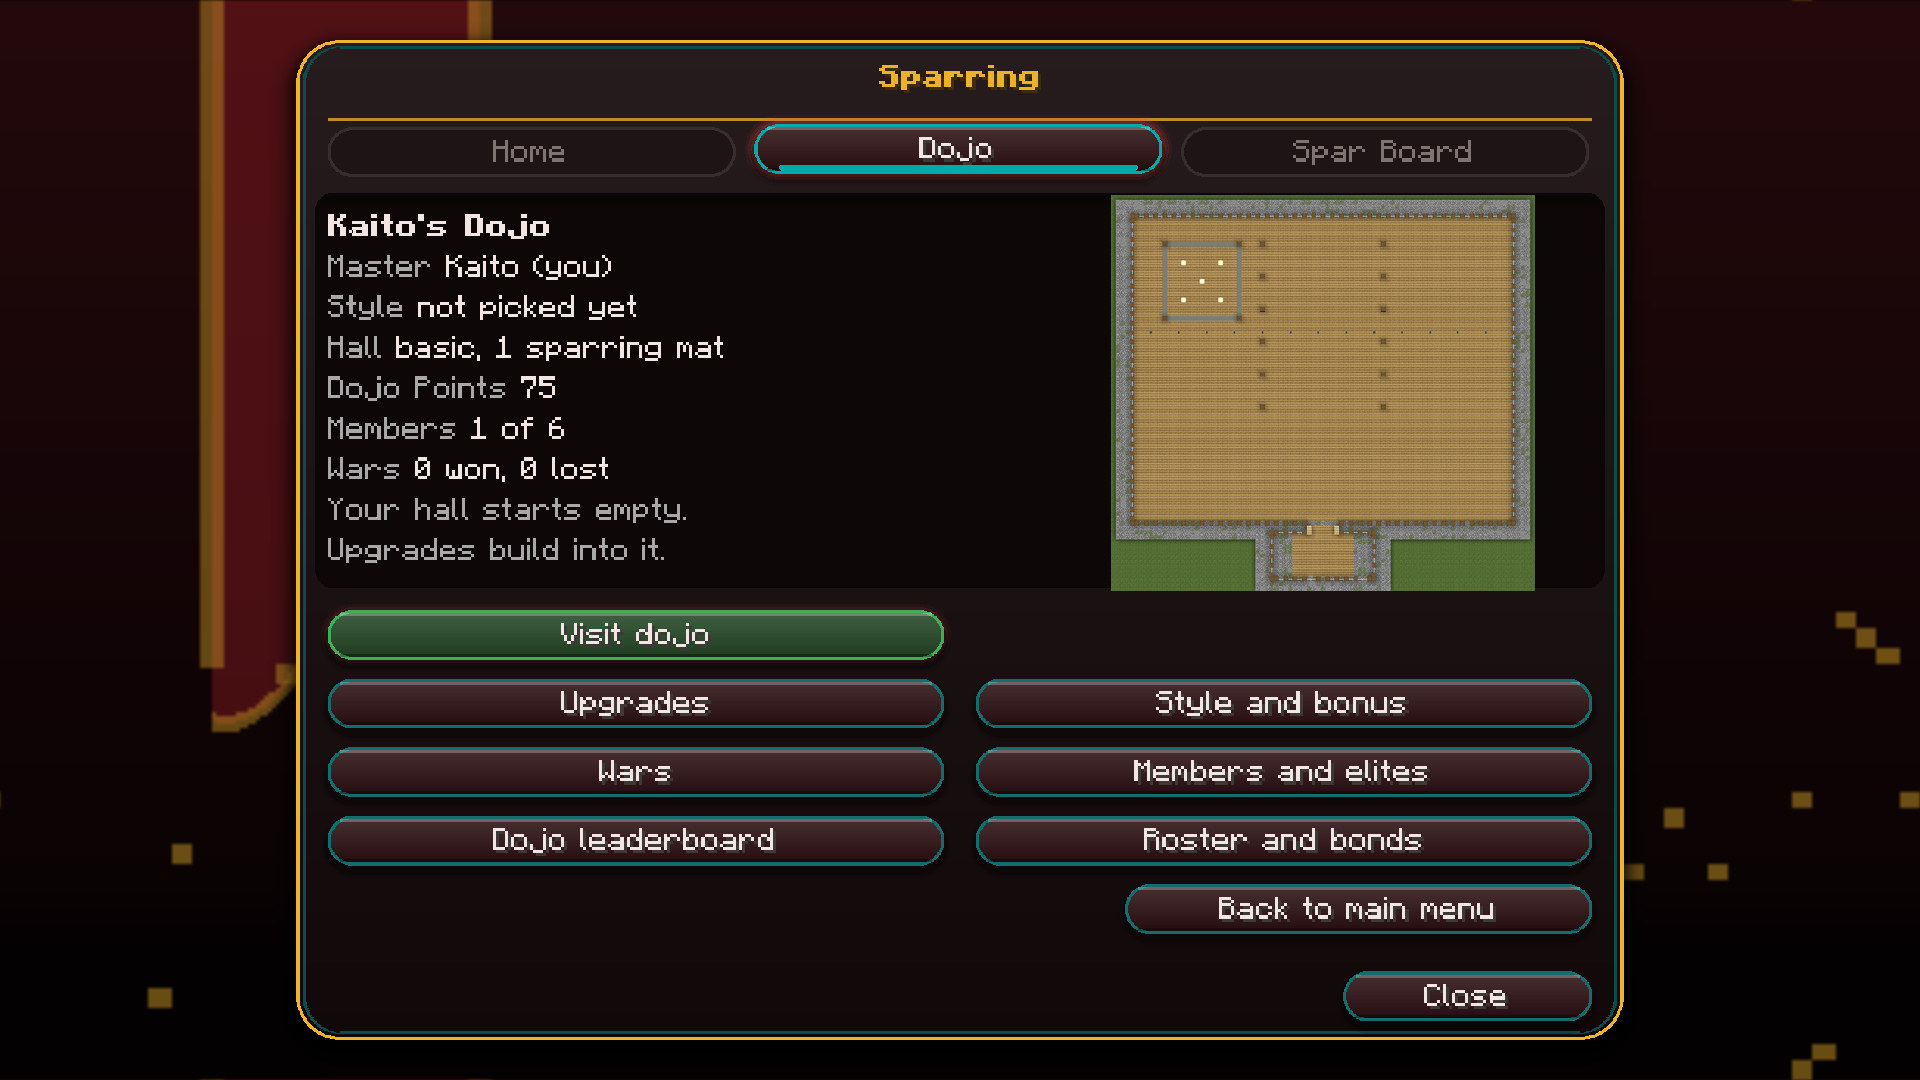 Sparring
Home
Dojo
Spar Board
Kaito's Dojo
Master Kaito (you)
Style not picked yet
Hall basic, 1 sparring mat
Dojo Points 75
Members 1 of 6
Wars 0 won, 0 lost
Your hall starts empty.
Upgrades build into it.
Visit dojo
Upgrades
Style and bonus
Wars
Members and elites
Dojo leaderboard
Roster and bonds
Back to main menu
Close